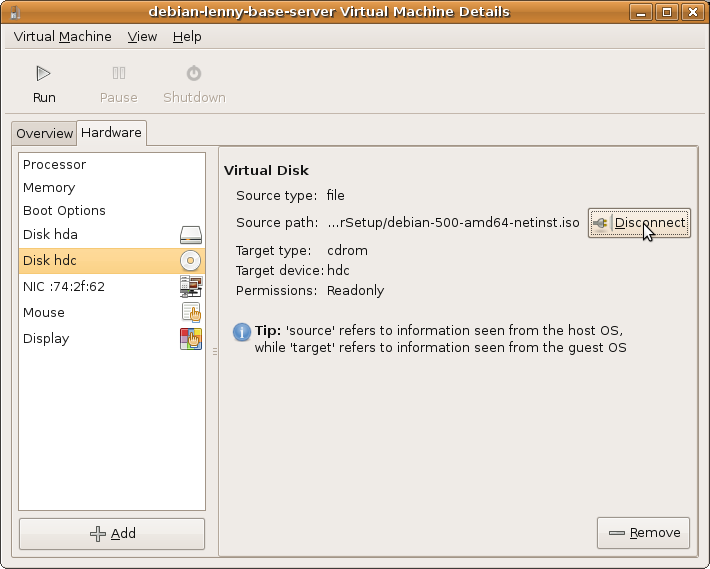 debian-lenny-base-server Virtual Machine Details
Virtual Machine View Help
Run Pause Shutdown
Overview Hardware
Processor
Memory
Boot Options
Disk hda
Disk hdc
NIC :74:2f:62
Mouse
Display
Add
Virtual Disk
Source type: file
Source path: ...rSetup/debian-500-amd64-netinst.iso Disconnect
Target type: cdrom
Target device: hdc
Permissions: Readonly
Tip: 'source' refers to information seen from the host OS,
while 'target' refers to information seen from the guest OS
Remove